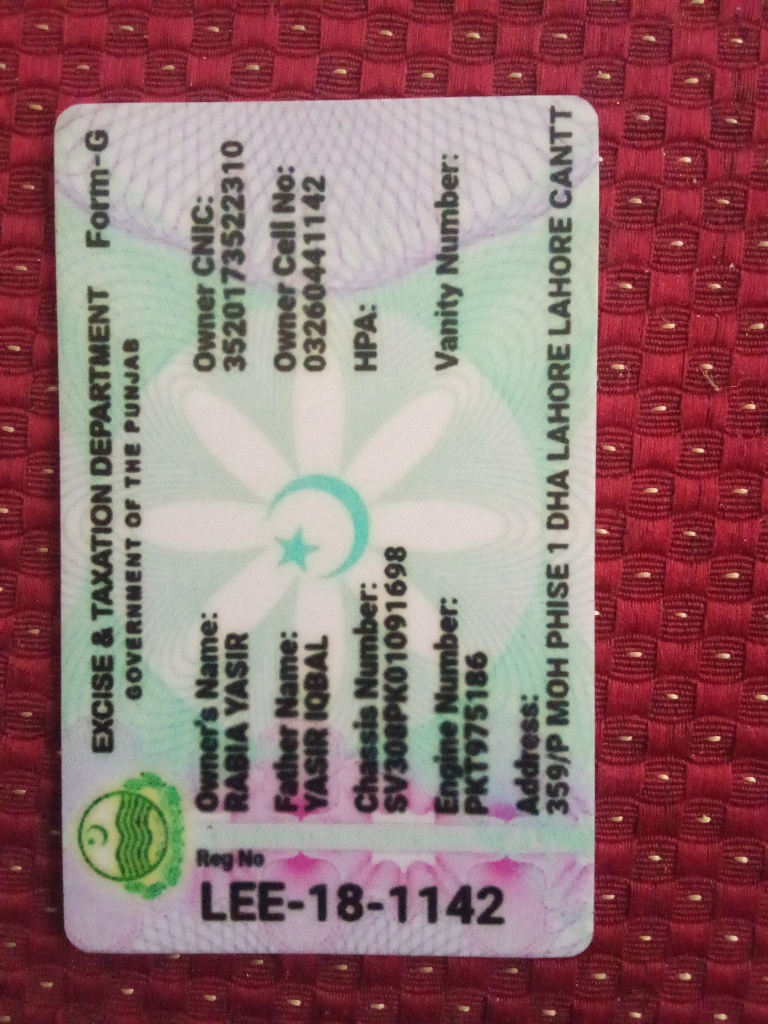 EXCISE & TAXATION DEPARTMENT Form-G
GOVERNMENT OF THE PUNJAB
Reg No
LEE-18-1142
Owner's Name:
RABIA YASIR
Owner CNIC:
3520173522310
Father Name:
YASIR IQBAL
Owner Cell No:
03260441142
Chassis Number:
SV308PK01091698
HPA:
Engine Number:
PKT975186
Vanity Number:
Address:
359/P MOH PHISE 1 DHA LAHORE LAHORE CANTT